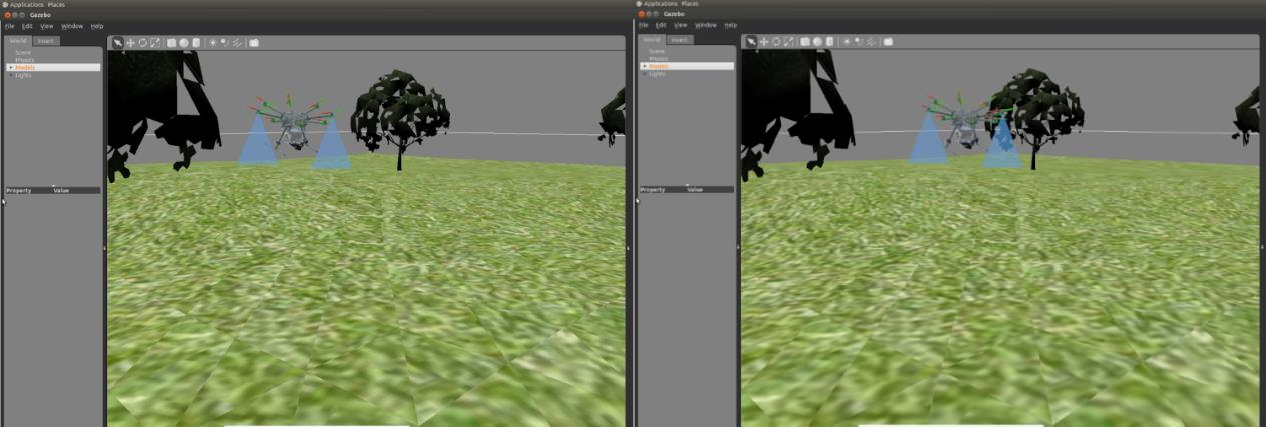 Applications Places
Gazebo
File Edit View Window Help
World Insert
Scene
Physics
Models
Lights
Property Value
Applications Places
Gazebo
File Edit View Window Help
World Insert
Scene
Physics
Models
Lights
Property Value